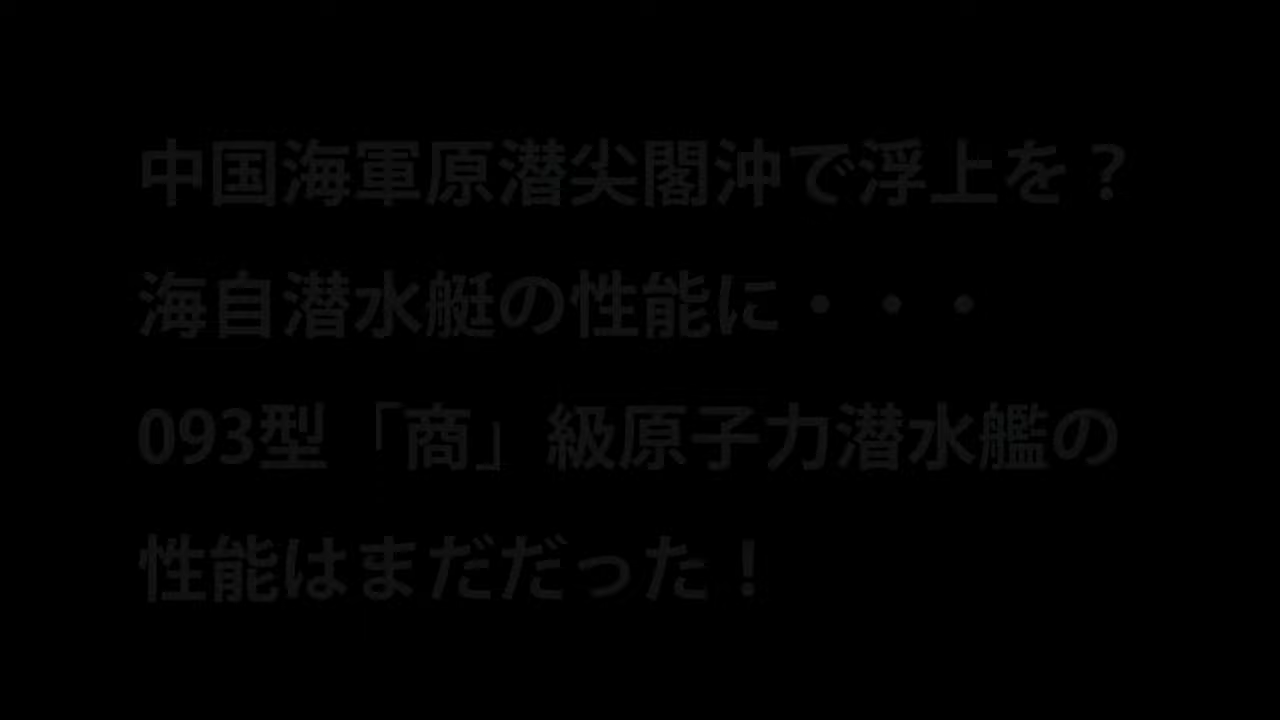 中国海軍原潜尖閣沖で浮上を？
海自潜水艇の性能に・・・
093型「商」級原子力潜水艦の
性能はまだだった！